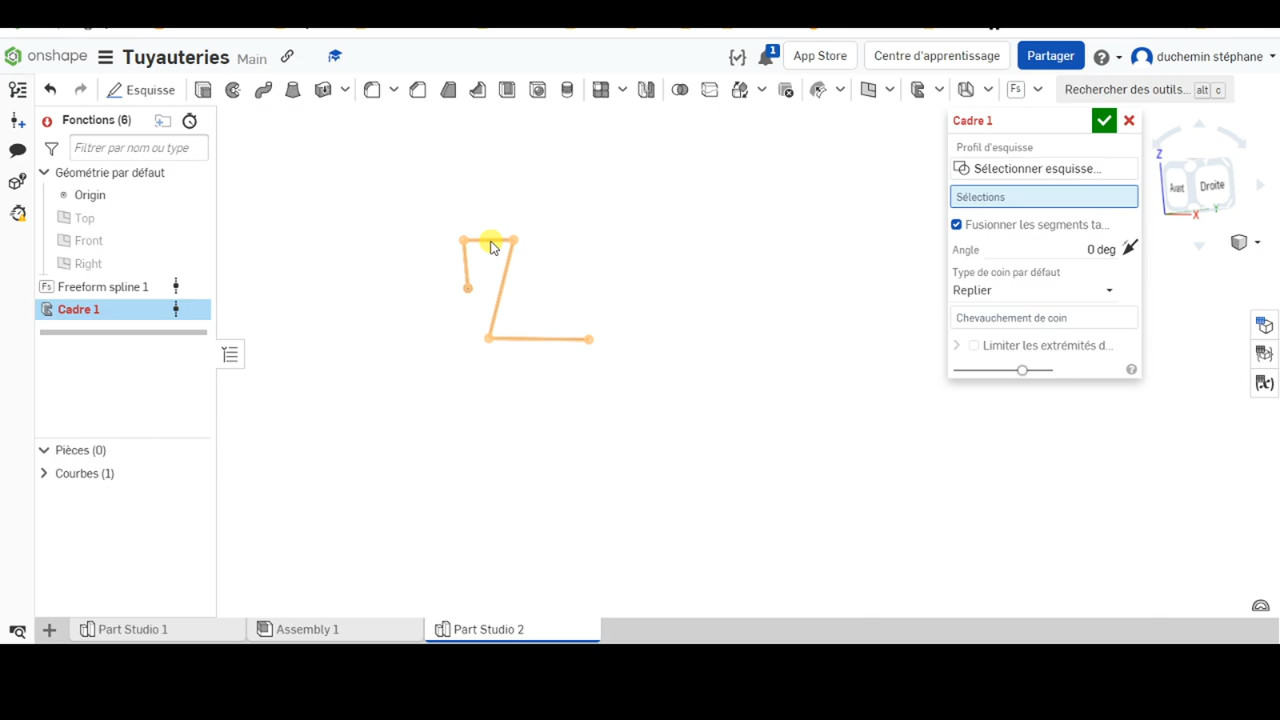 onshape Tuyauteries Main 1 App Store Centre d'apprentissage Partager duchemin stéphane
Esquisse Rechercher des outils... alt c
Fonctions (6)
Filtrer par nom ou type
Géométrie par défaut
Origin
Top
Front
Right
Freeform spline 1
Cadre 1
Pièces (0)
Courbes (1)
Cadre 1
Profil d'esquisse
Sélectionner esquisse...
Sélections
Fusionner les segments ta...
Angle 0 deg
Type de coin par défaut
Replier
Chevauchement de coin
Limiter les extrémités d...
Z
Avant Droite
X Y
Part Studio 1 Assembly 1 Part Studio 2